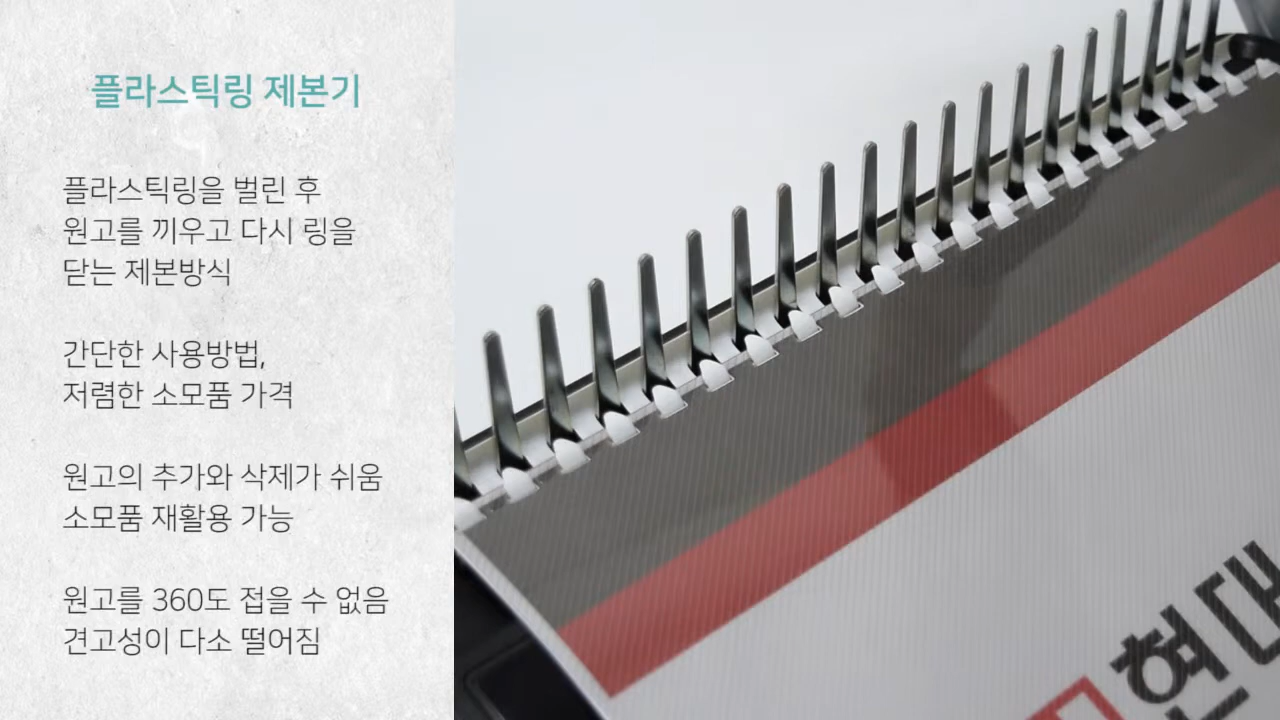 플라스틱링 제본기
플라스틱링을 벌린 후
원고를 끼우고 다시 링을
닫는 제본방식
간단한 사용방법,
저렴한 소모품 가격
원고의 추가와 삭제가 쉬움
소모품 재활용 가능
원고를 360도 접을 수 없음
견고성이 다소 떨어짐
현대